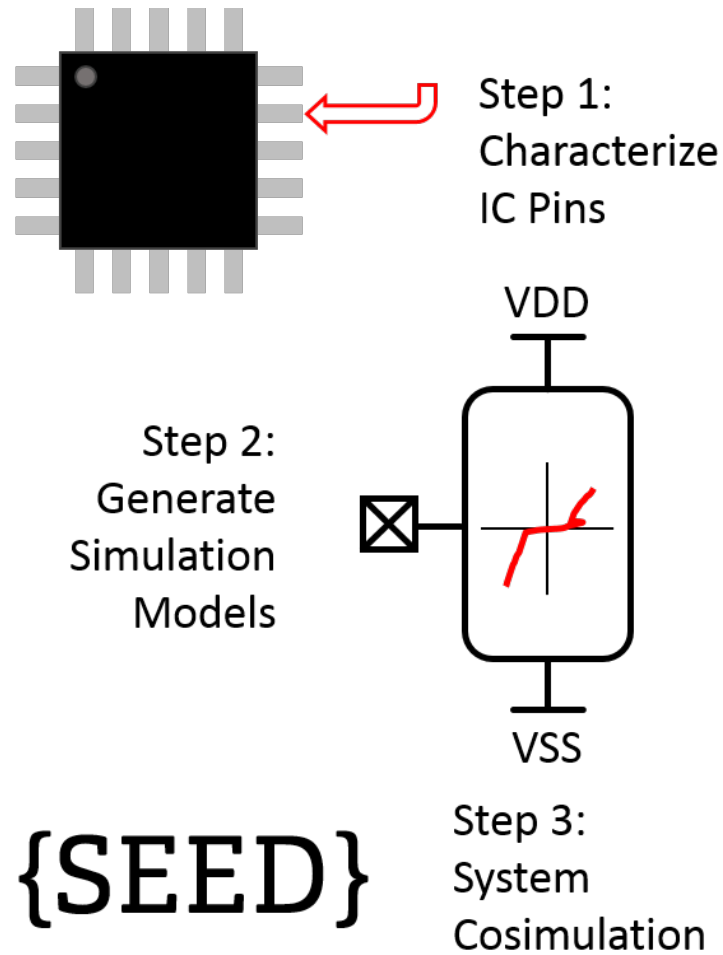 Step 1:
Characterize
IC Pins
VDD
Step 2:
Generate
Simulation
Models
VSS
{SEED}
Step 3:
System
Cosimulation